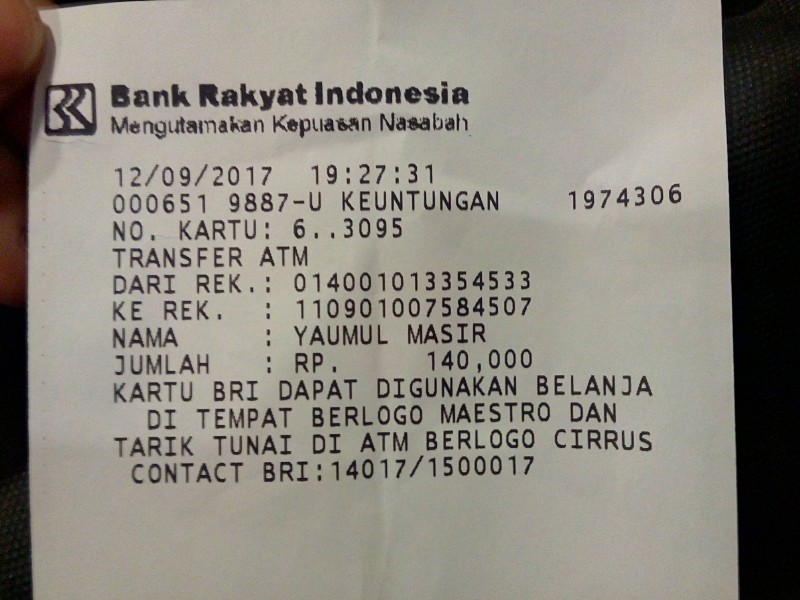 Bank Rakyat Indonesia
Mengutamakan Kepuasan Nasabah
12/09/2017 19:27:31
000651 9887-U KEUNTUNGAN 1974306
NO. KARTU: 6..3095
TRANSFER ATM
DARI REK.: 014001013354533
KE REK. : 110901007584507
NAMA : YAUMUL MASIR
JUMLAH : RP. 140,000
KARTU BRI DAPAT DIGUNAKAN BELANJA
DI TEMPAT BERLOGO MAESTRO DAN
TARIK TUNAI DI ATM BERLOGO CIRRUS
CONTACT BRI:14017/1500017